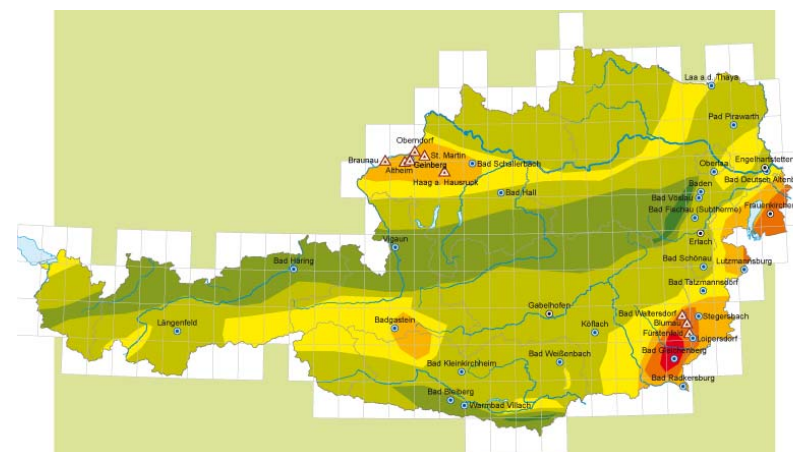 Laa a.d. Thaya
Pad Pirawarth
Oberndorf
St. Martin
Braunau
Geinberg
Altheim
Haag a. Hausruck
Bad Schallerbach
Bad Hall
Engelhartstetten
Oberlaa
Bad Deutsch Altenb
Baden
Bad Vöslau
Bad Fischau (Subtherme)
Frauenkirchen
Erlach
Vigaun
Bad Häring
Bad Schönau
Lutzmannsburg
Bad Tatzmannsdorf
Längenfeld
Badgastein
Gabelhofen
Köflach
Bad Waltersdorf
Stegersbach
Blumau
Fürstenfeld
Loipersdorf
Bad Gleichenberg
Bad Kleinkirchheim
Bad Weißenbach
Bad Radkersburg
Bad Bleiberg
Warmbad Villach